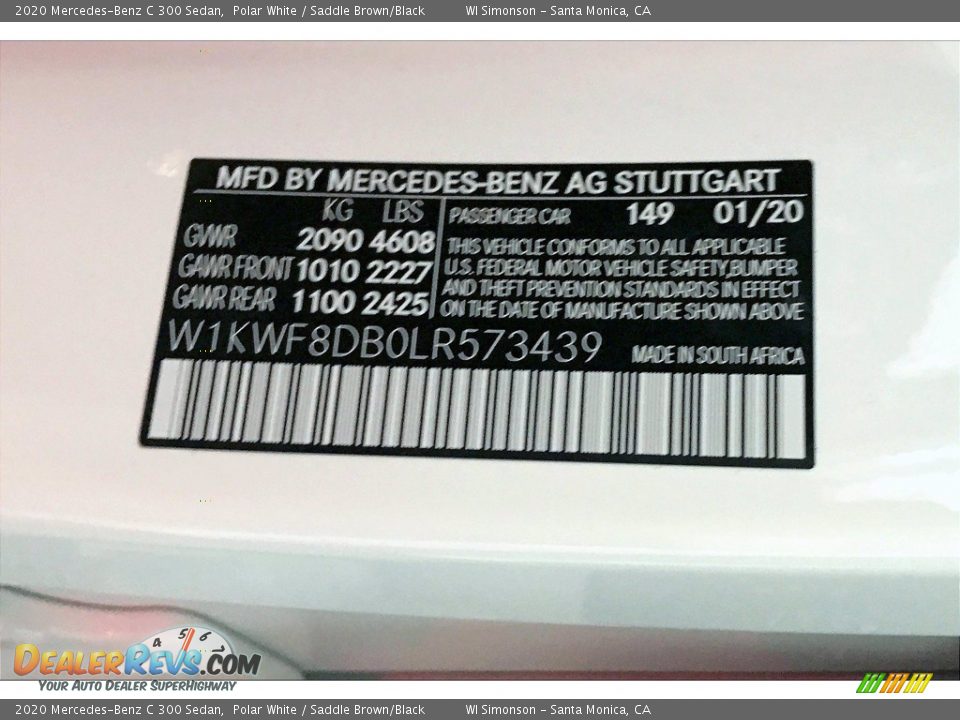 2020 Mercedes-Benz C 300 Sedan, Polar White / Saddle Brown/Black WI Simonson - Santa Monica, CA
MFD BY MERCEDES-BENZ AG STUTTGART
KG LBS
GVWR 2090 4608
GAWR FRONT 1010 2227
GAWR REAR 1100 2425
PASSENGER CAR 149 01/20
THIS VEHICLE CONFORMS TO ALL APPLICABLE
U.S. FEDERAL MOTOR VEHICLE SAFETY,BUMPER
AND THEFT PREVENTION STANDARDS IN EFFECT
ON THE DATE OF MANUFACTURE SHOWN ABOVE
W1KWF8DB0LR573439 MADE IN SOUTH AFRICA
4 5 6 7
DEALERREVS.COM
YOUR AUTO DEALER SUPERHIGHWAY
2020 Mercedes-Benz C 300 Sedan, Polar White / Saddle Brown/Black WI Simonson - Santa Monica, CA